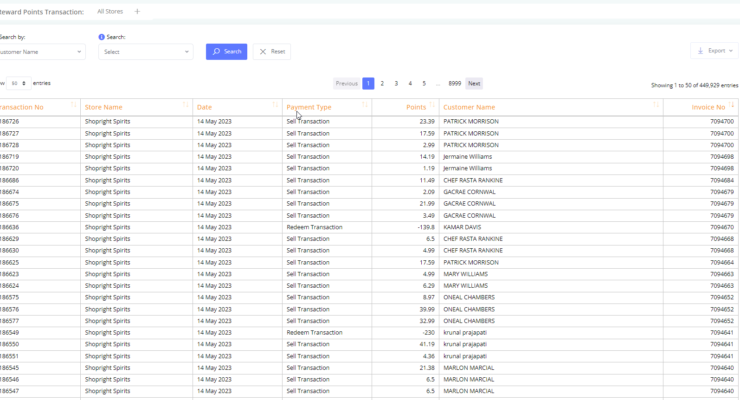 Reward Points Transaction: All Stores +
Search by: Search:
Customer Name Select Search Reset Export
entries Previous 1 2 3 4 5 ... 8999 Next Showing 1 to 50 of 449,929 entries
Transaction No Store Name Date Payment Type Points Customer Name Invoice No
186726 Shopright Spirits 14 May 2023 Sell Transaction 23.39 PATRICK MORRISON 7094700
186727 Shopright Spirits 14 May 2023 Sell Transaction 17.59 PATRICK MORRISON 7094700
186728 Shopright Spirits 14 May 2023 Sell Transaction 2.99 PATRICK MORRISON 7094700
186719 Shopright Spirits 14 May 2023 Sell Transaction 14.19 Jermaine Williams 7094698
186720 Shopright Spirits 14 May 2023 Sell Transaction 1.19 Jermaine Williams 7094698
186686 Shopright Spirits 14 May 2023 Sell Transaction 11.49 CHEF RASTA RANKINE 7094684
186674 Shopright Spirits 14 May 2023 Sell Transaction 2.09 GACRAE CORNWAL 7094679
186675 Shopright Spirits 14 May 2023 Sell Transaction 21.99 GACRAE CORNWAL 7094679
186676 Shopright Spirits 14 May 2023 Sell Transaction 3.49 GACRAE CORNWAL 7094679
186636 Shopright Spirits 14 May 2023 Redeem Transaction -139.8 KAMAR DAVIS 7094670
186629 Shopright Spirits 14 May 2023 Sell Transaction 6.5 CHEF RASTA RANKINE 7094668
186630 Shopright Spirits 14 May 2023 Sell Transaction 4.99 CHEF RASTA RANKINE 7094668
186625 Shopright Spirits 14 May 2023 Sell Transaction 17.59 PATRICK MORRISON 7094664
186623 Shopright Spirits 14 May 2023 Sell Transaction 4.99 MARY WILLIAMS 7094663
186624 Shopright Spirits 14 May 2023 Sell Transaction 6.29 MARY WILLIAMS 7094663
186575 Shopright Spirits 14 May 2023 Sell Transaction 8.97 ONEAL CHAMBERS 7094652
186576 Shopright Spirits 14 May 2023 Sell Transaction 39.99 ONEAL CHAMBERS 7094652
186577 Shopright Spirits 14 May 2023 Sell Transaction 32.99 ONEAL CHAMBERS 7094652
186549 Shopright Spirits 14 May 2023 Redeem Transaction -230 krunal prajapati 7094641
186550 Shopright Spirits 14 May 2023 Sell Transaction 41.19 krunal prajapati 7094641
186551 Shopright Spirits 14 May 2023 Sell Transaction 4.36 krunal prajapati 7094641
186545 Shopright Spirits 14 May 2023 Sell Transaction 21.38 MARLON MARCIAL 7094640
186546 Shopright Spirits 14 May 2023 Sell Transaction 6.5 MARLON MARCIAL 7094640
186547 Shopright Spirits 14 May 2023 Sell Transaction 6.5 MARLON MARCIAL 7094640